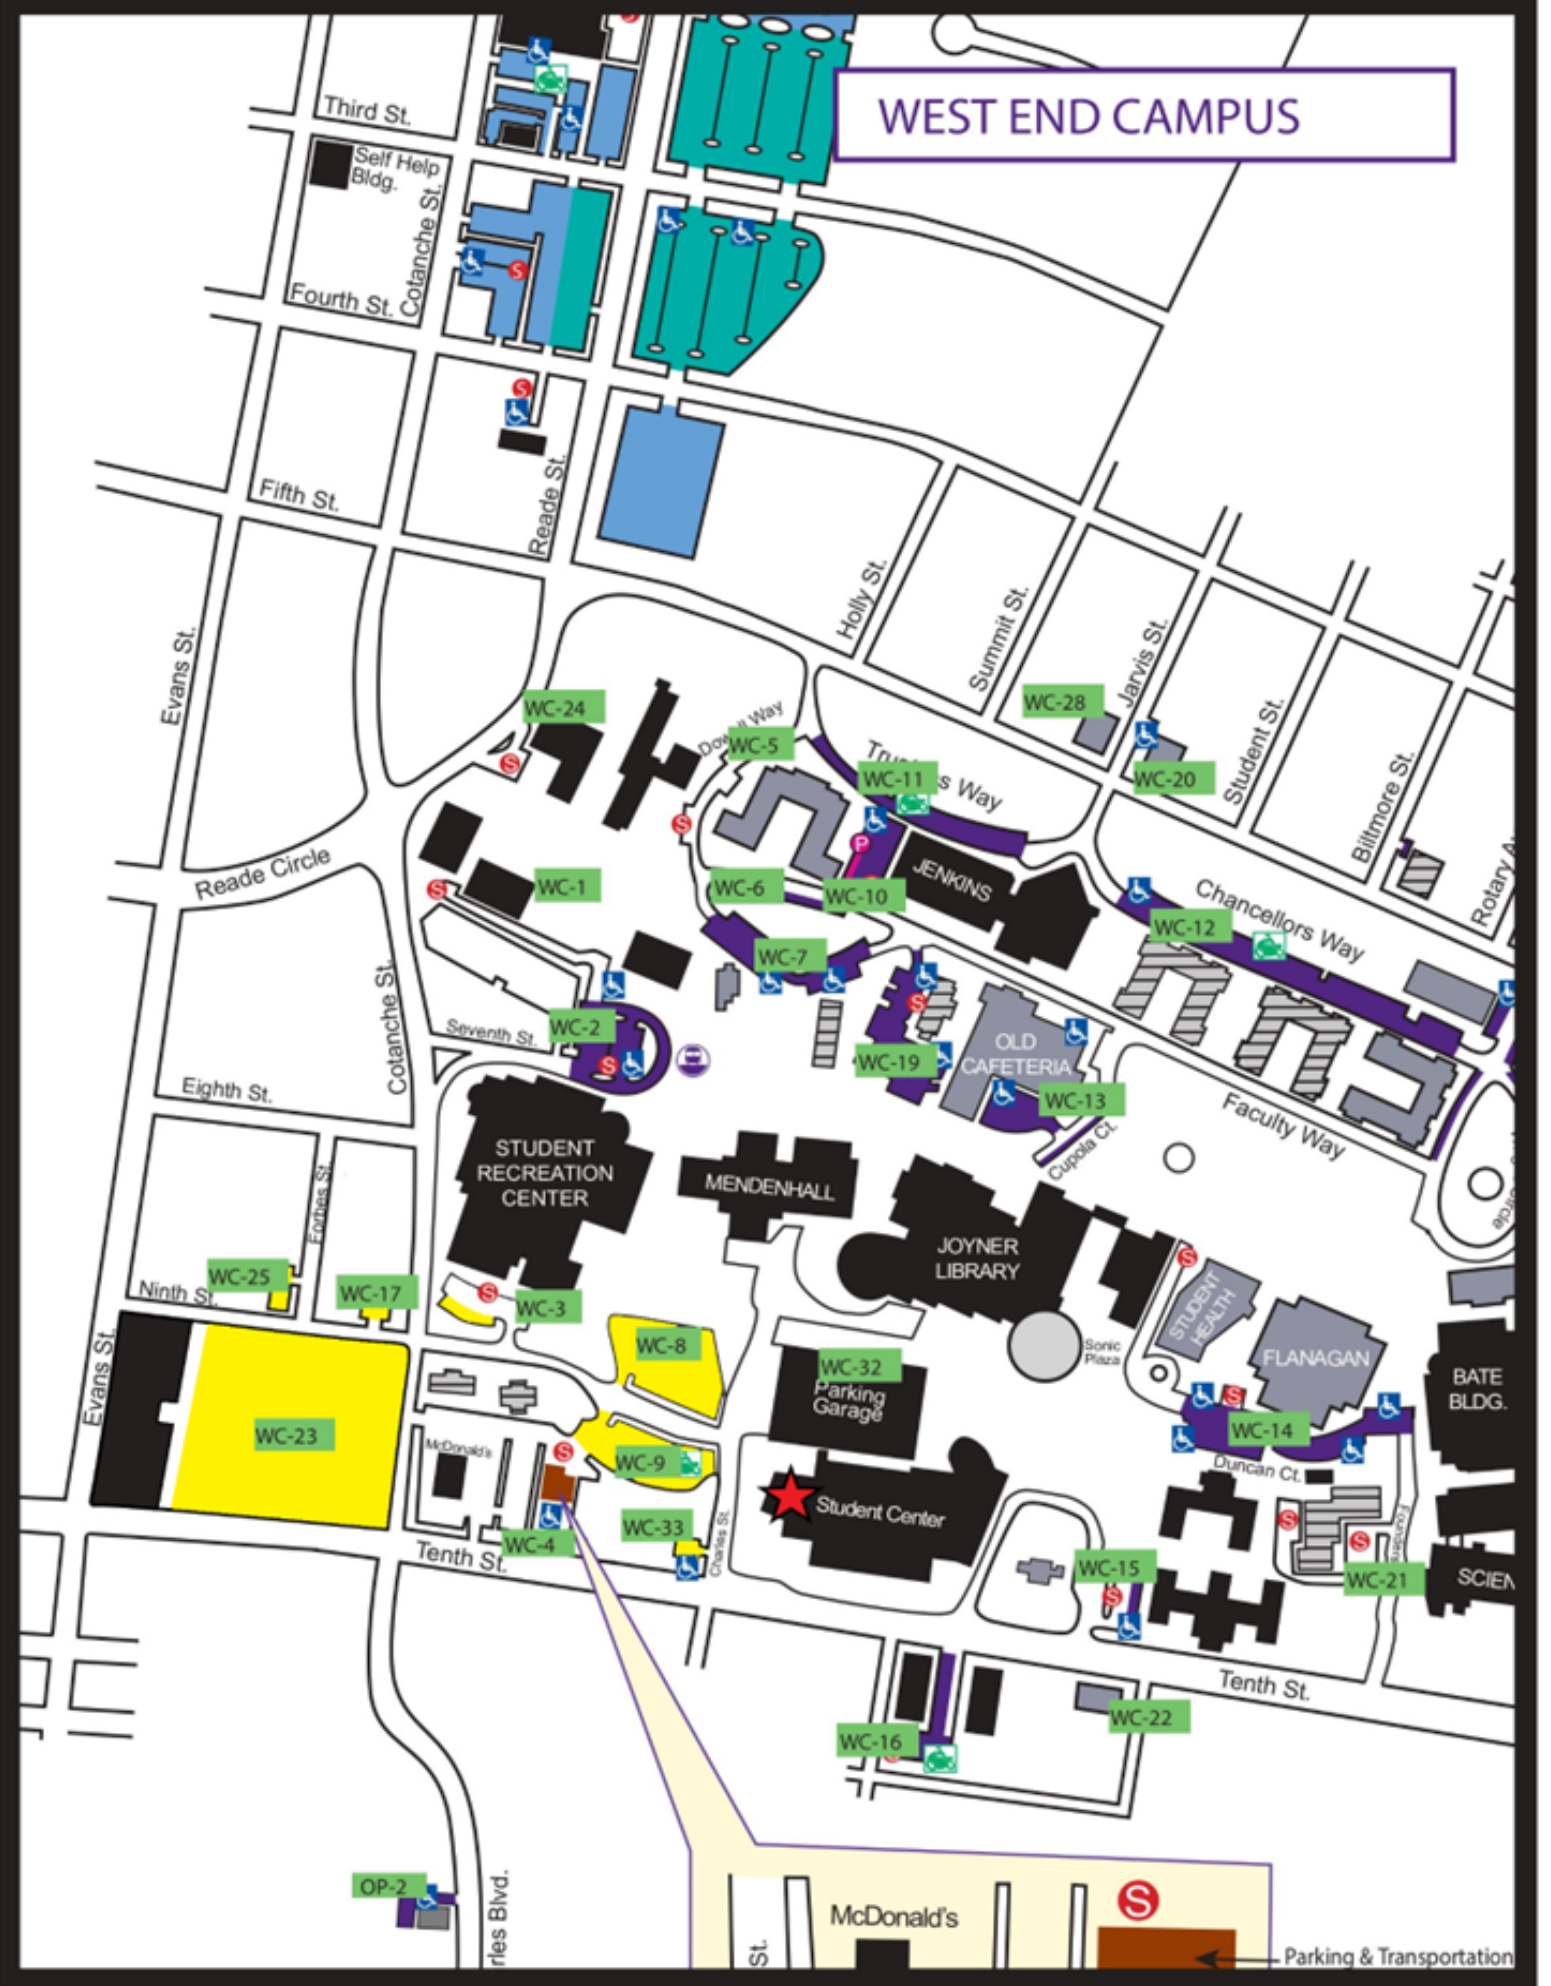 WEST END CAMPUS
Third St.
Self Help
Bldg.
Cotanche St.
Fourth St.
S
S
S
Fifth St.
Reade St.
Holly St.
Summit St.
Jarvis St.
Student St.
Biltmore St.
Evans St.
WC-24
WC-28
WC-20
Way
WC-5
WC-11
Way
S
S
P
JENKINS
Reade Circle
S
WC-1
WC-6
WC-10
Chancellors Way
WC-12
WC-7
Cotanche St.
Seventh St.
WC-2
S
S
WC-19
OLD
CAFETERIA
WC-13
Cupola Ct.
Faculty Way
Eighth St.
STUDENT
RECREATION
CENTER
MENDENHALL
JOYNER
LIBRARY
Forbes St.
S
STUDENT
HEALTH
WC-25
Ninth St.
WC-17
S
WC-3
WC-8
Sonic
Plaza
FLANAGAN
WC-32
Parking
Garage
BATE
BLDG.
Evans St.
S
WC-23
McDonald's
S
WC-9
WC-14
Duncan Ct.
Student Center
WC-33
Charles St.
WC-4
Tenth St.
S
S
Founders
WC-15
S
WC-21
SCIEN
Tenth St.
WC-22
WC-16
OP-2
rles Blvd.
St.
McDonald's
S
Parking & Transportation